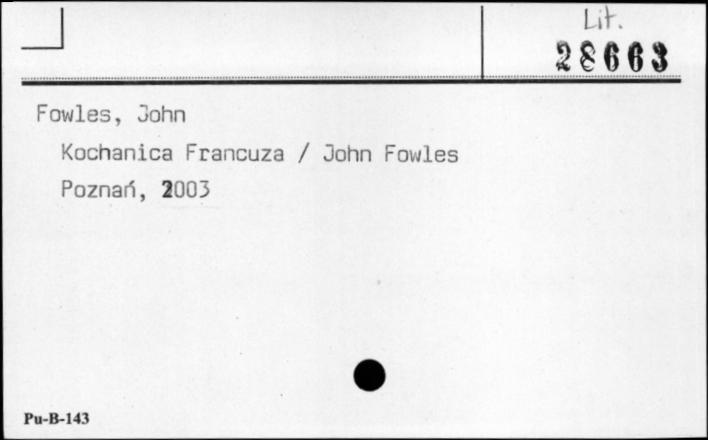 Lit.
28663
Fowles, John
Kochanica Francuza / John Fowles
Poznań, 2003
Pu-B-143